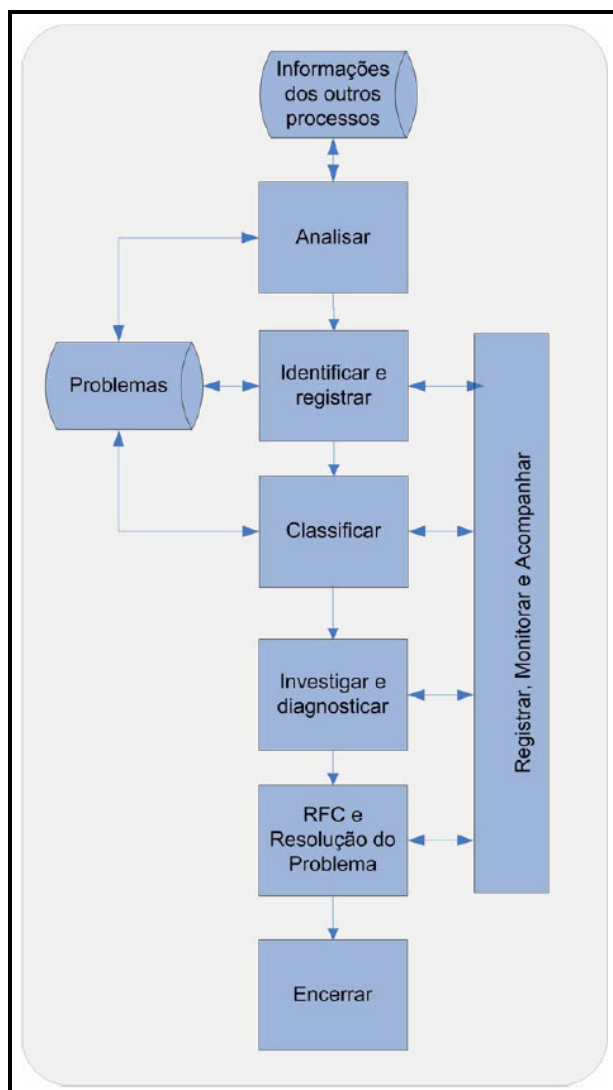 Informações
dos outros
processos
Analisar
Problemas
Identificar e
registrar
Classificar
Registrar, Monitorar e Acompanhar
Investigar e
diagnosticar
RFC e
Resolução do
Problema
Encerrar